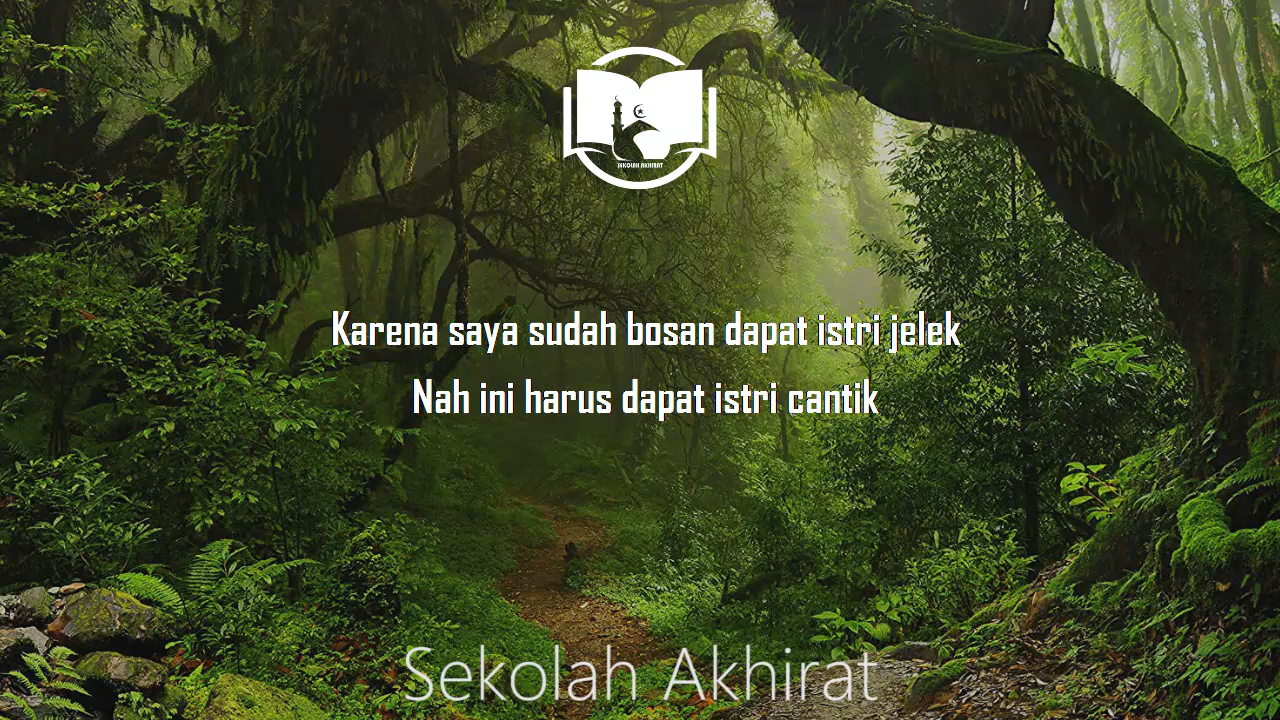 SEKOLAH AKHIRAT
Karena saya sudah bosan dapat istri jelek
Nah ini harus dapat istri cantik
Sekolah Akhirat